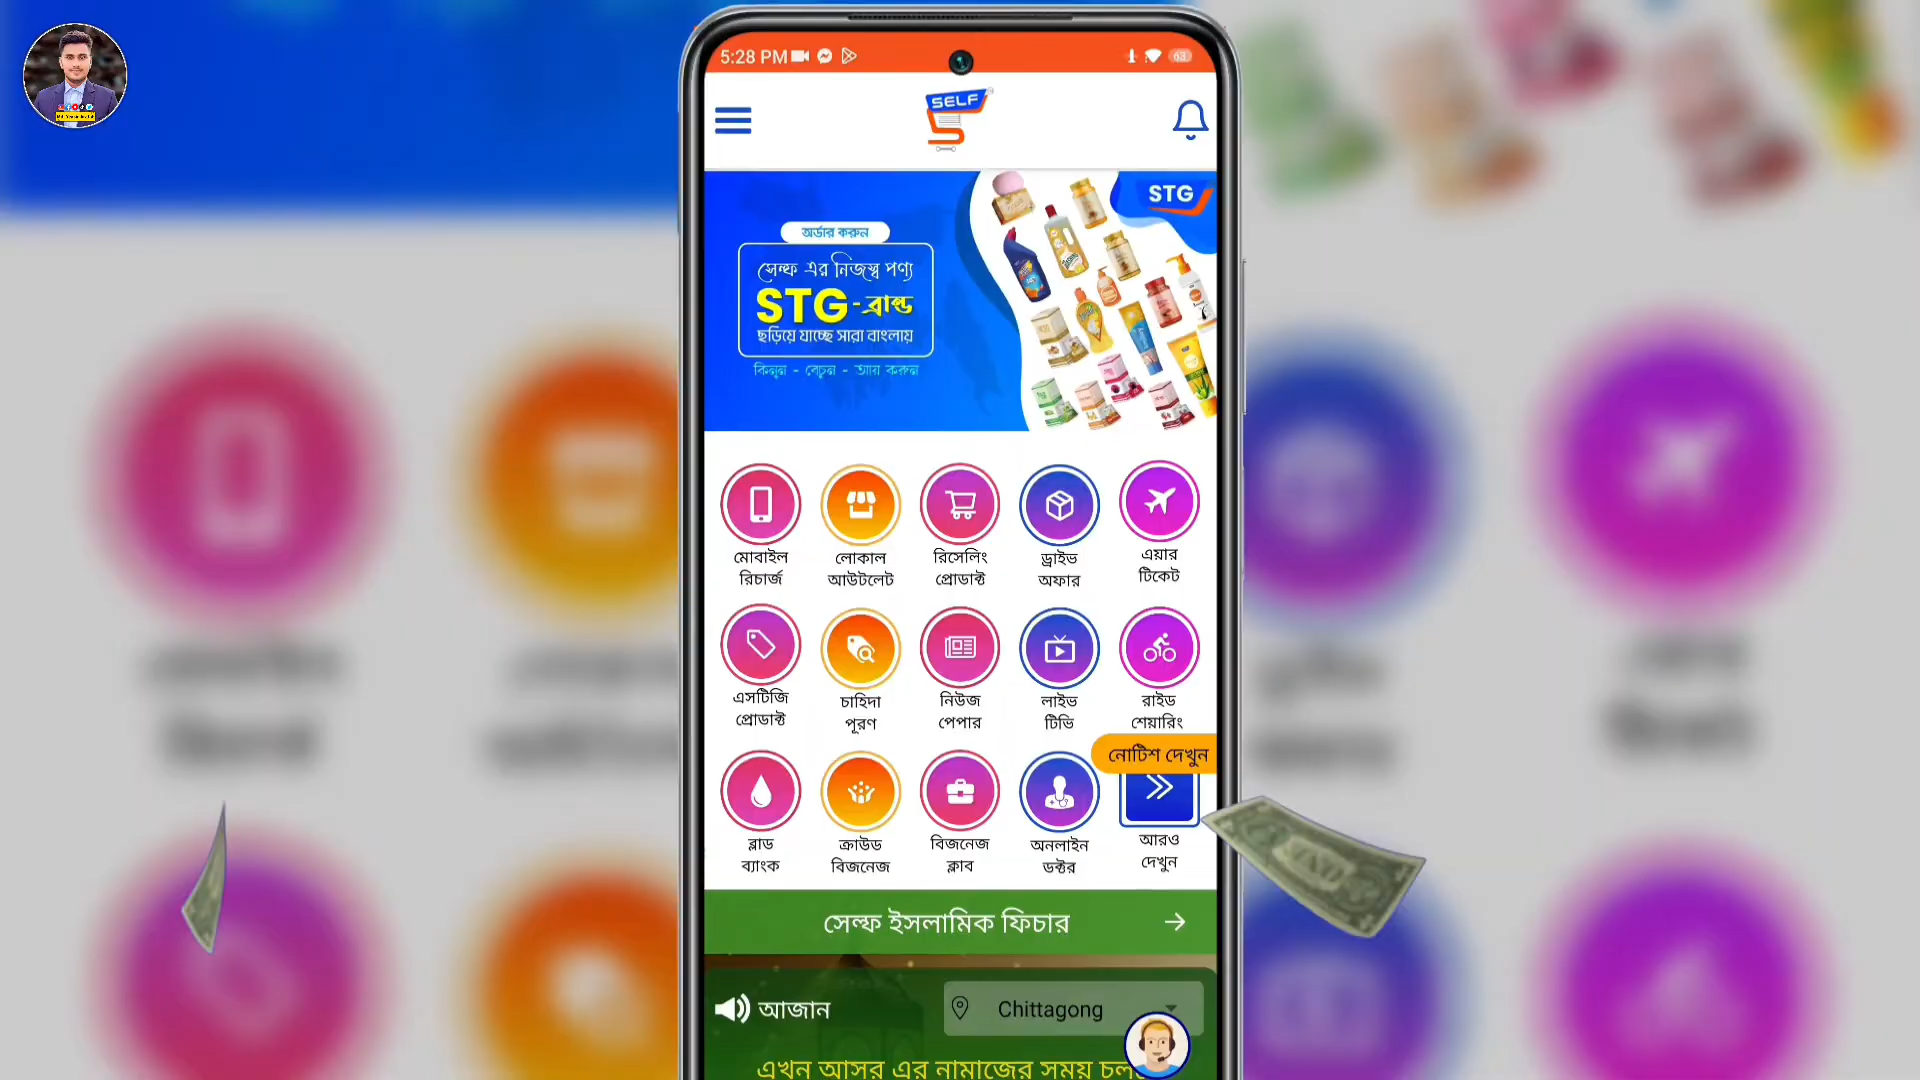 5:28 PM
63
SELF
STG
অর্ডার করুন
সেল্ফ এর নিজস্ব পণ্য
STG-ব্রান্ড
ছড়িয়ে যাচ্ছে সারা বাংলায়
কিনুন - বেচুন - আয় করুন
মোবাইল রিচার্জ
লোকাল আউটলেট
রিসেলিং প্রোডাক্ট
ড্রাইভ অফার
এয়ার টিকেট
এসটিজি প্রোডাক্ট
চাহিদা পূরণ
নিউজ পেপার
লাইভ টিভি
রাইড শেয়ারিং
নোটিশ দেখুন
ব্লাড ব্যাংক
ক্রাউড বিজনেজ
বিজনেজ ক্লাব
অনলাইন ডক্টর
আরও দেখুন
সেল্ফ ইসলামিক ফিচার
আজান
Chittagong
এখন আসর এর নামাজের সময়